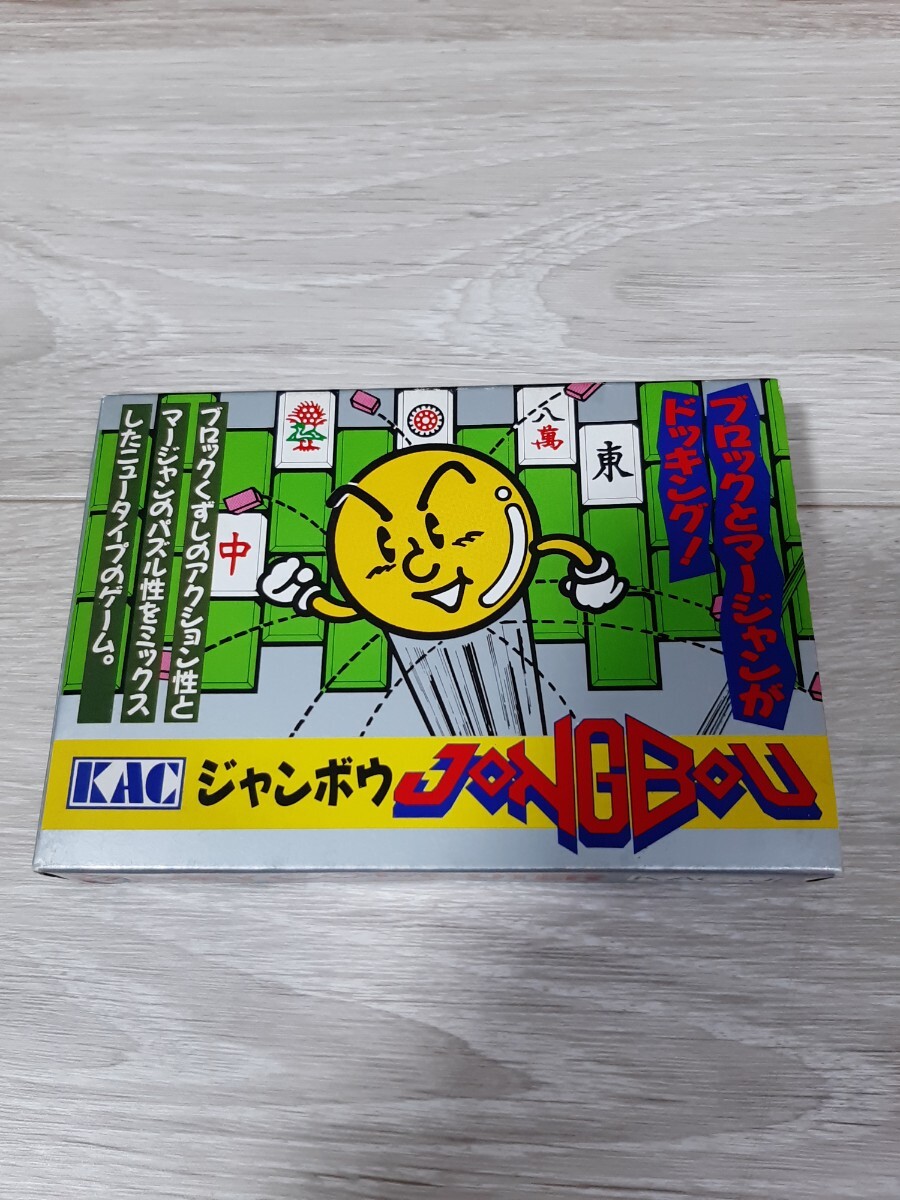 ブロックとマージャンが
ドッキング!
八
萬
東
中
ブロックくずしのアクション性と
マージャンのパズル性をミックス
したニュータイプのゲーム。
KAC
ジャンボウ
JONGBOU